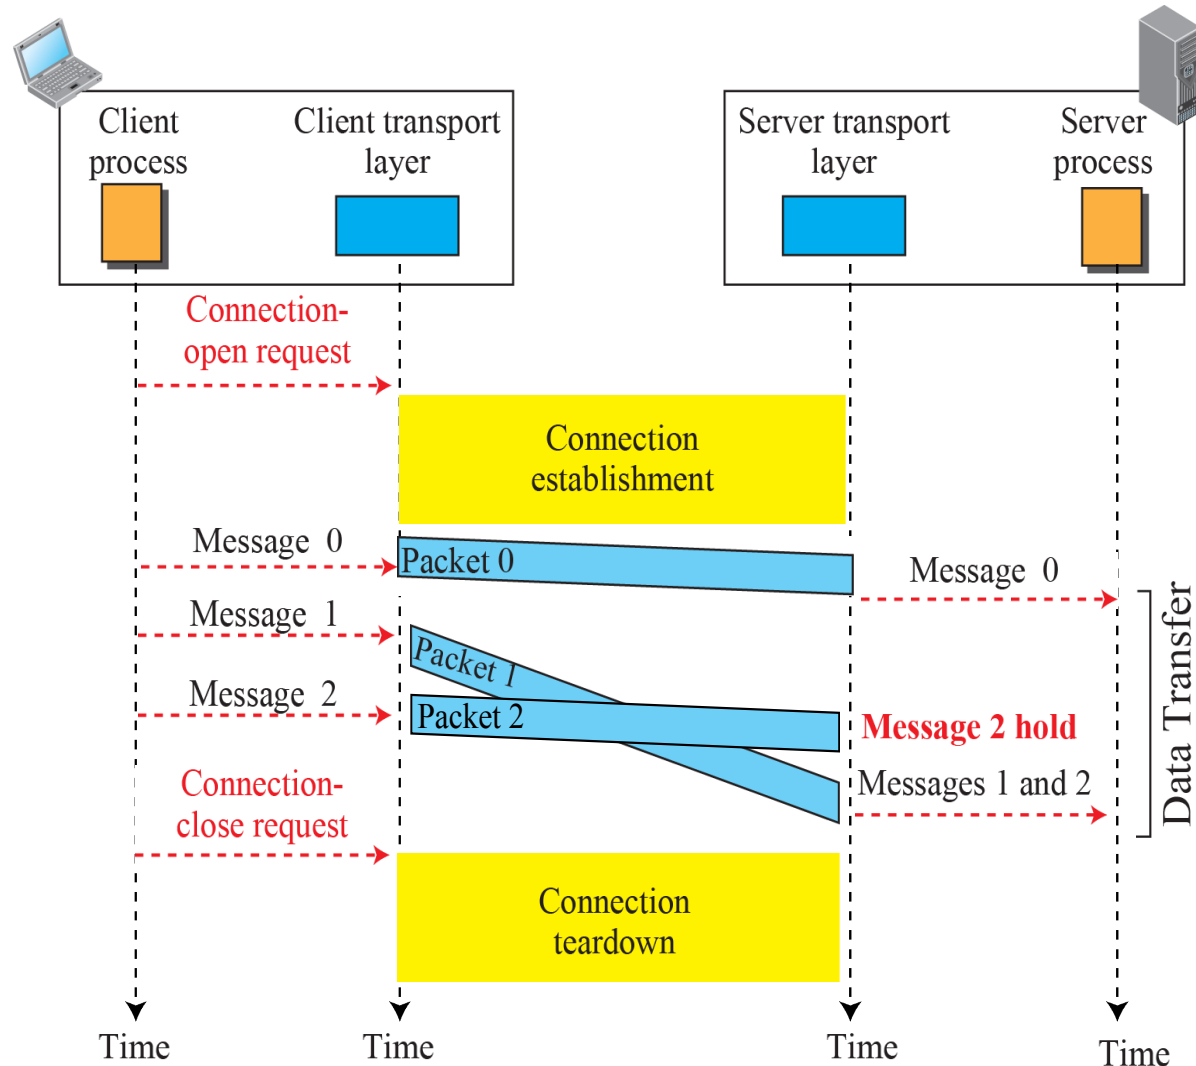 Client
process
Client transport
layer
Server transport
layer
Server
process
Connection-
open request
Connection
establishment
Message 0
Packet 0
Message 0
Message 1
Packet 1
Message 2
Packet 2
Message 2 hold
Messages 1 and 2
Data Transfer
Connection-
close request
Connection
teardown
Time
Time
Time
Time